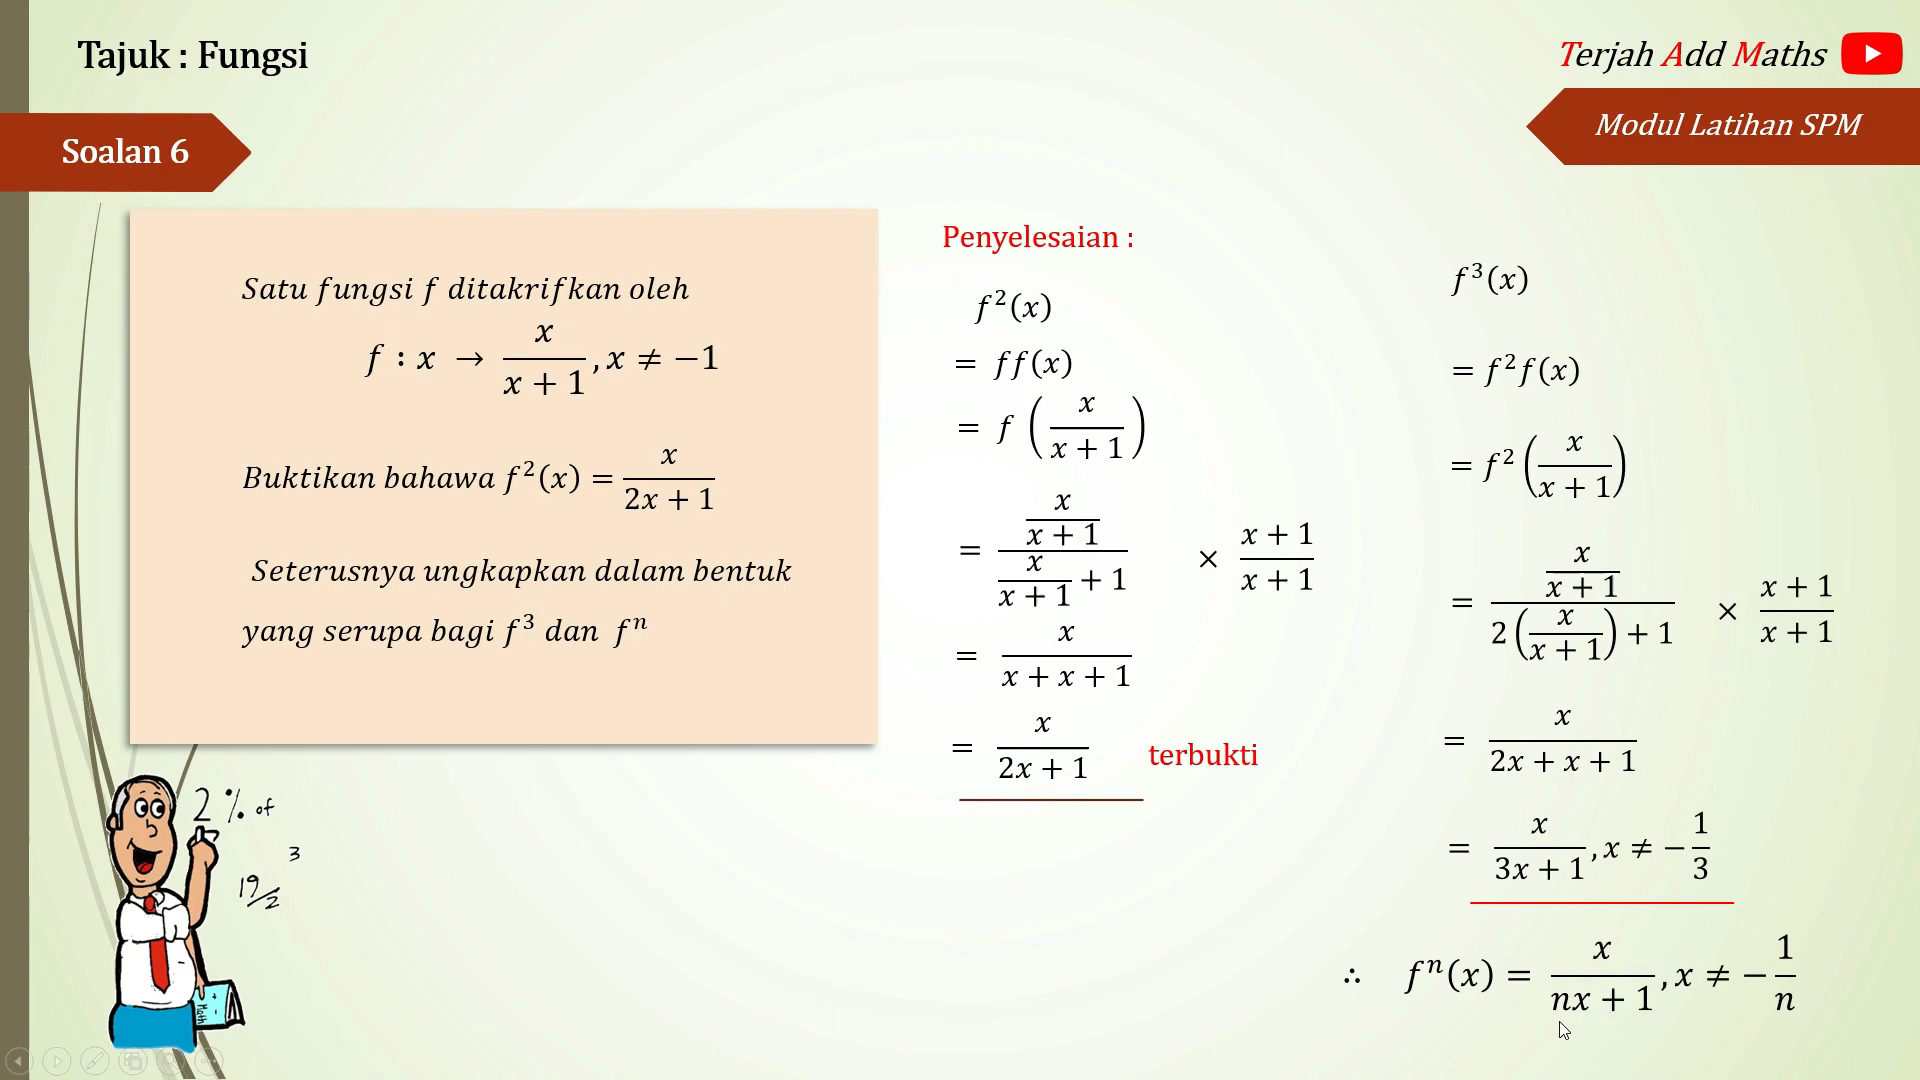 Tajuk : Fungsi
Terjah Add Maths
Modul Latihan SPM
Soalan 6
Satu fungsi f ditakrifkan oleh
f : x → x/(x + 1), x ≠ −1
Buktikan bahawa f²(x) = x/(2x + 1)
Seterusnya ungkapkan dalam bentuk
yang serupa bagi f³ dan fⁿ
Penyelesaian :
f²(x)
= ff(x)
= f (x/(x + 1))
= (x/(x + 1))/(x/(x + 1) + 1) × (x + 1)/(x + 1)
= x/(x + x + 1)
= x/(2x + 1) terbukti
f³(x)
= f²f(x)
= f² (x/(x + 1))
= (x/(x + 1))/(2(x/(x + 1)) + 1) × (x + 1)/(x + 1)
= x/(2x + x + 1)
= x/(3x + 1), x ≠ −1/3
∴ fⁿ(x) = x/(nx + 1), x ≠ −1/n
2 % of
3
19/2
Math